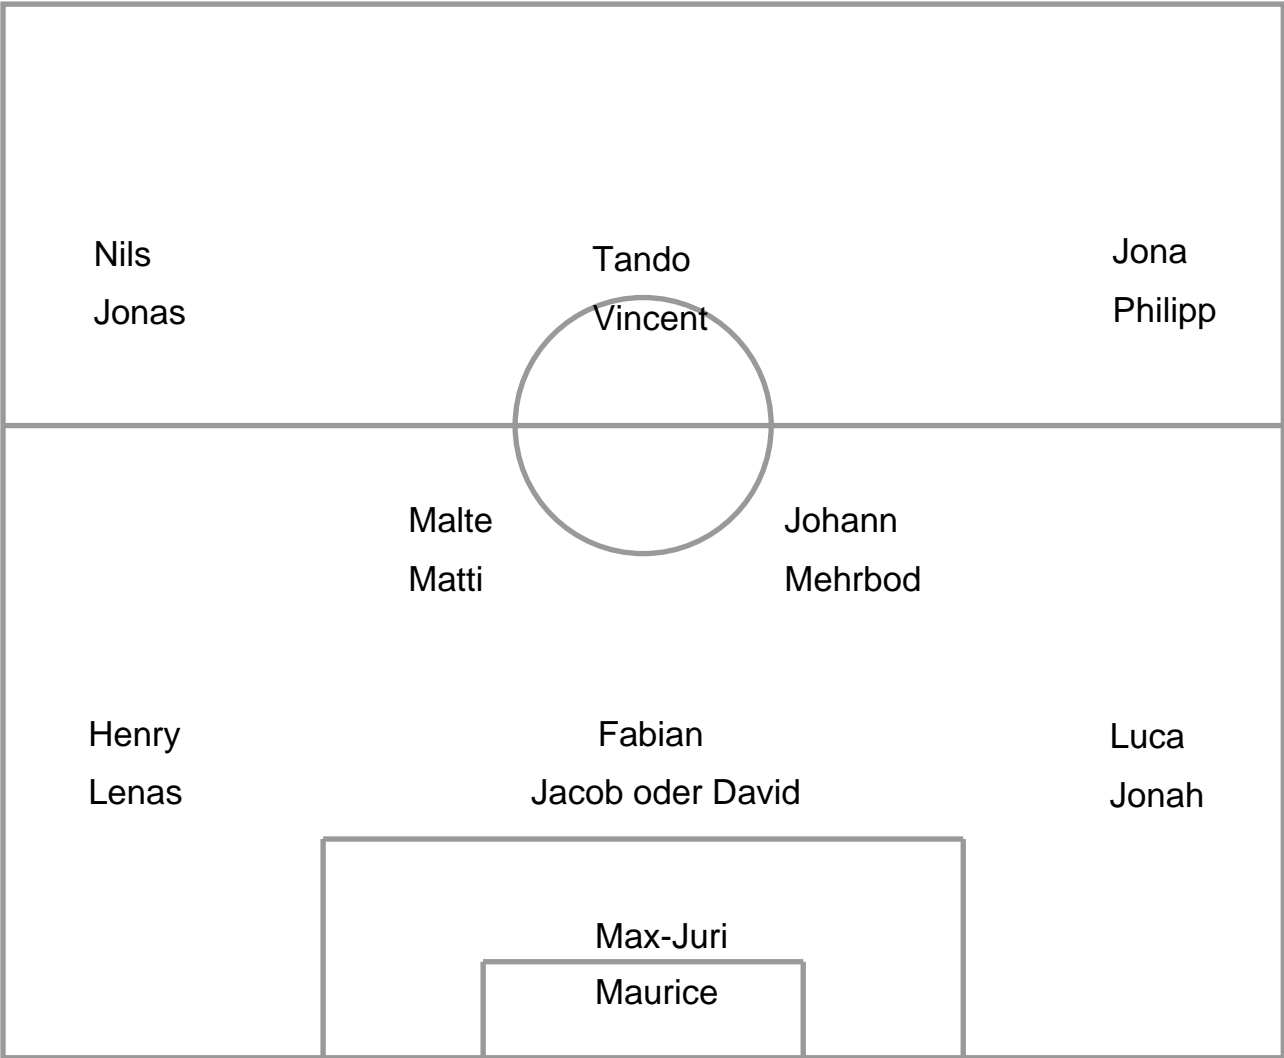 Nils
Jonas
Tando
Vincent
Jona
Philipp
Malte
Matti
Johann
Mehrbod
Henry
Lenas
Fabian
Jacob oder David
Luca
Jonah
Max-Juri
Maurice